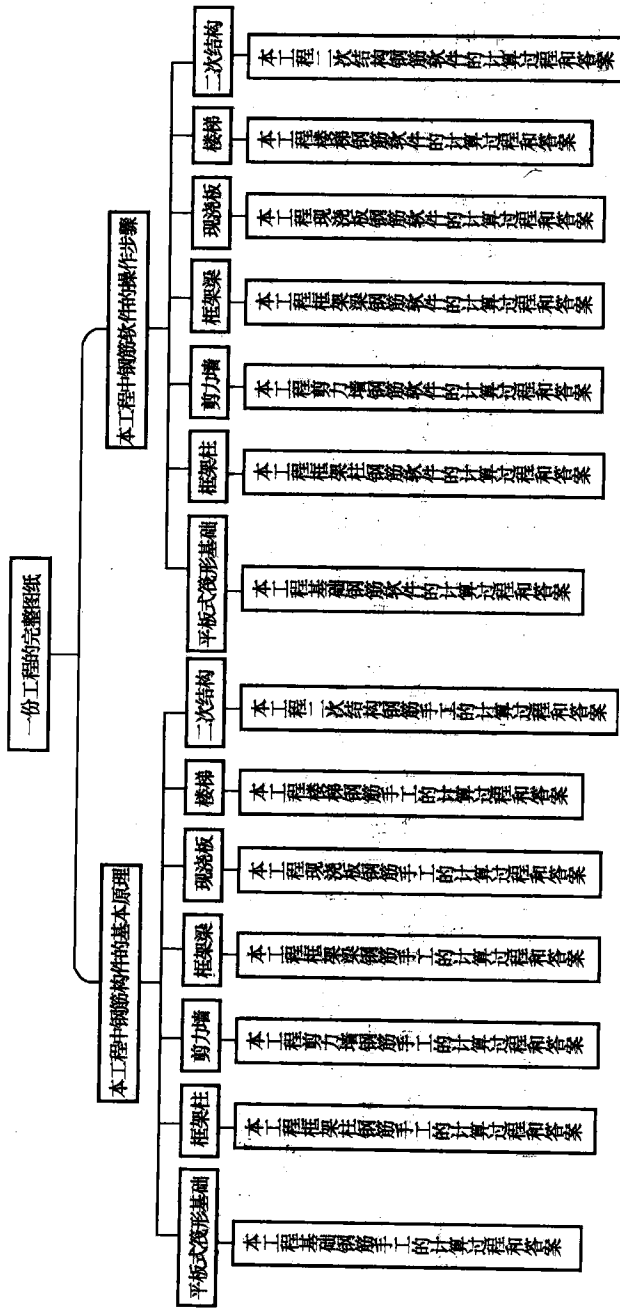 一份工程的完整图纸
本工程中钢筋构件的基本原理
本工程中钢筋软件的操作步骤
平板式筏形基础
框架柱
剪力墙
框架梁
现浇板
楼梯
二次结构
平板式筏形基础
框架柱
剪力墙
框架梁
现浇板
楼梯
二次结构
本工程基础钢筋手工的计算过程和答案
本工程框架柱钢筋手工的计算过程和答案
本工程剪力墙钢筋手工的计算过程和答案
本工程框架梁钢筋手工的计算过程和答案
本工程现浇板钢筋手工的计算过程和答案
本工程楼梯钢筋手工的计算过程和答案
本工程二次结构钢筋手工的计算过程和答案
本工程基础钢筋软件的计算过程和答案
本工程框架柱钢筋软件的计算过程和答案
本工程剪力墙钢筋软件的计算过程和答案
本工程框架梁钢筋软件的计算过程和答案
本工程现浇板钢筋软件的计算过程和答案
本工程楼梯钢筋软件的计算过程和答案
本工程二次结构钢筋软件的计算过程和答案